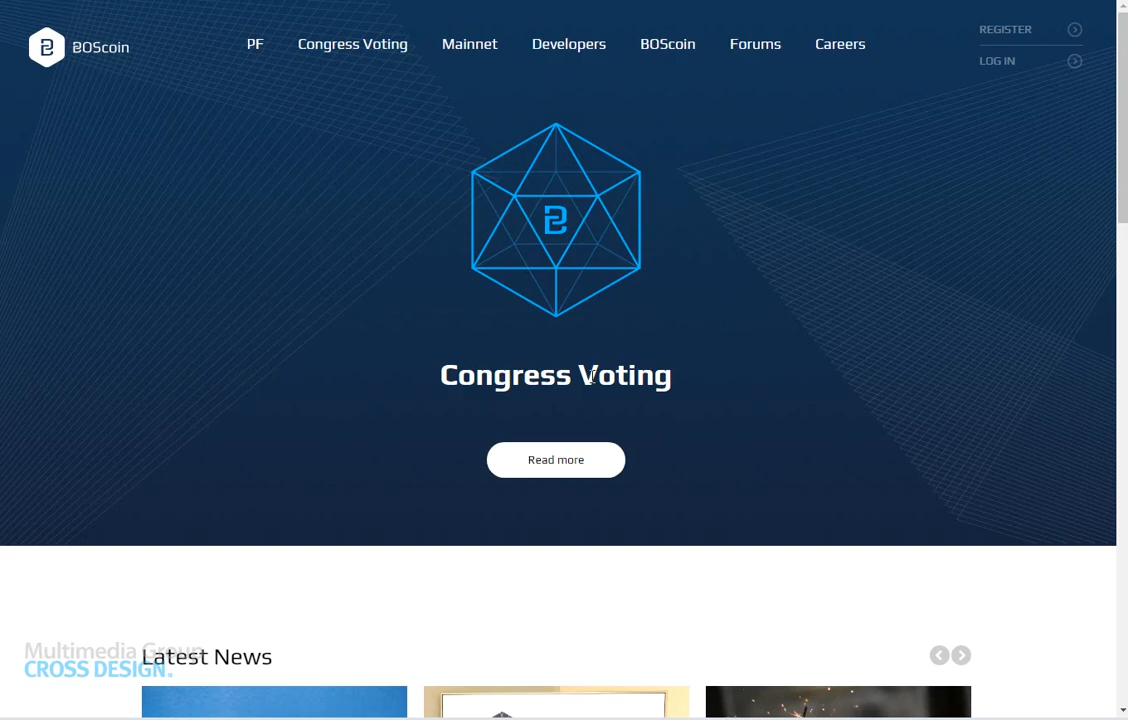 BOScoin
PF
Congress Voting
Mainnet
Developers
BOScoin
Forums
Careers
REGISTER
LOG IN
Congress Voting
Read more
Multimedia Group
CROSS DESIGN.
Latest News